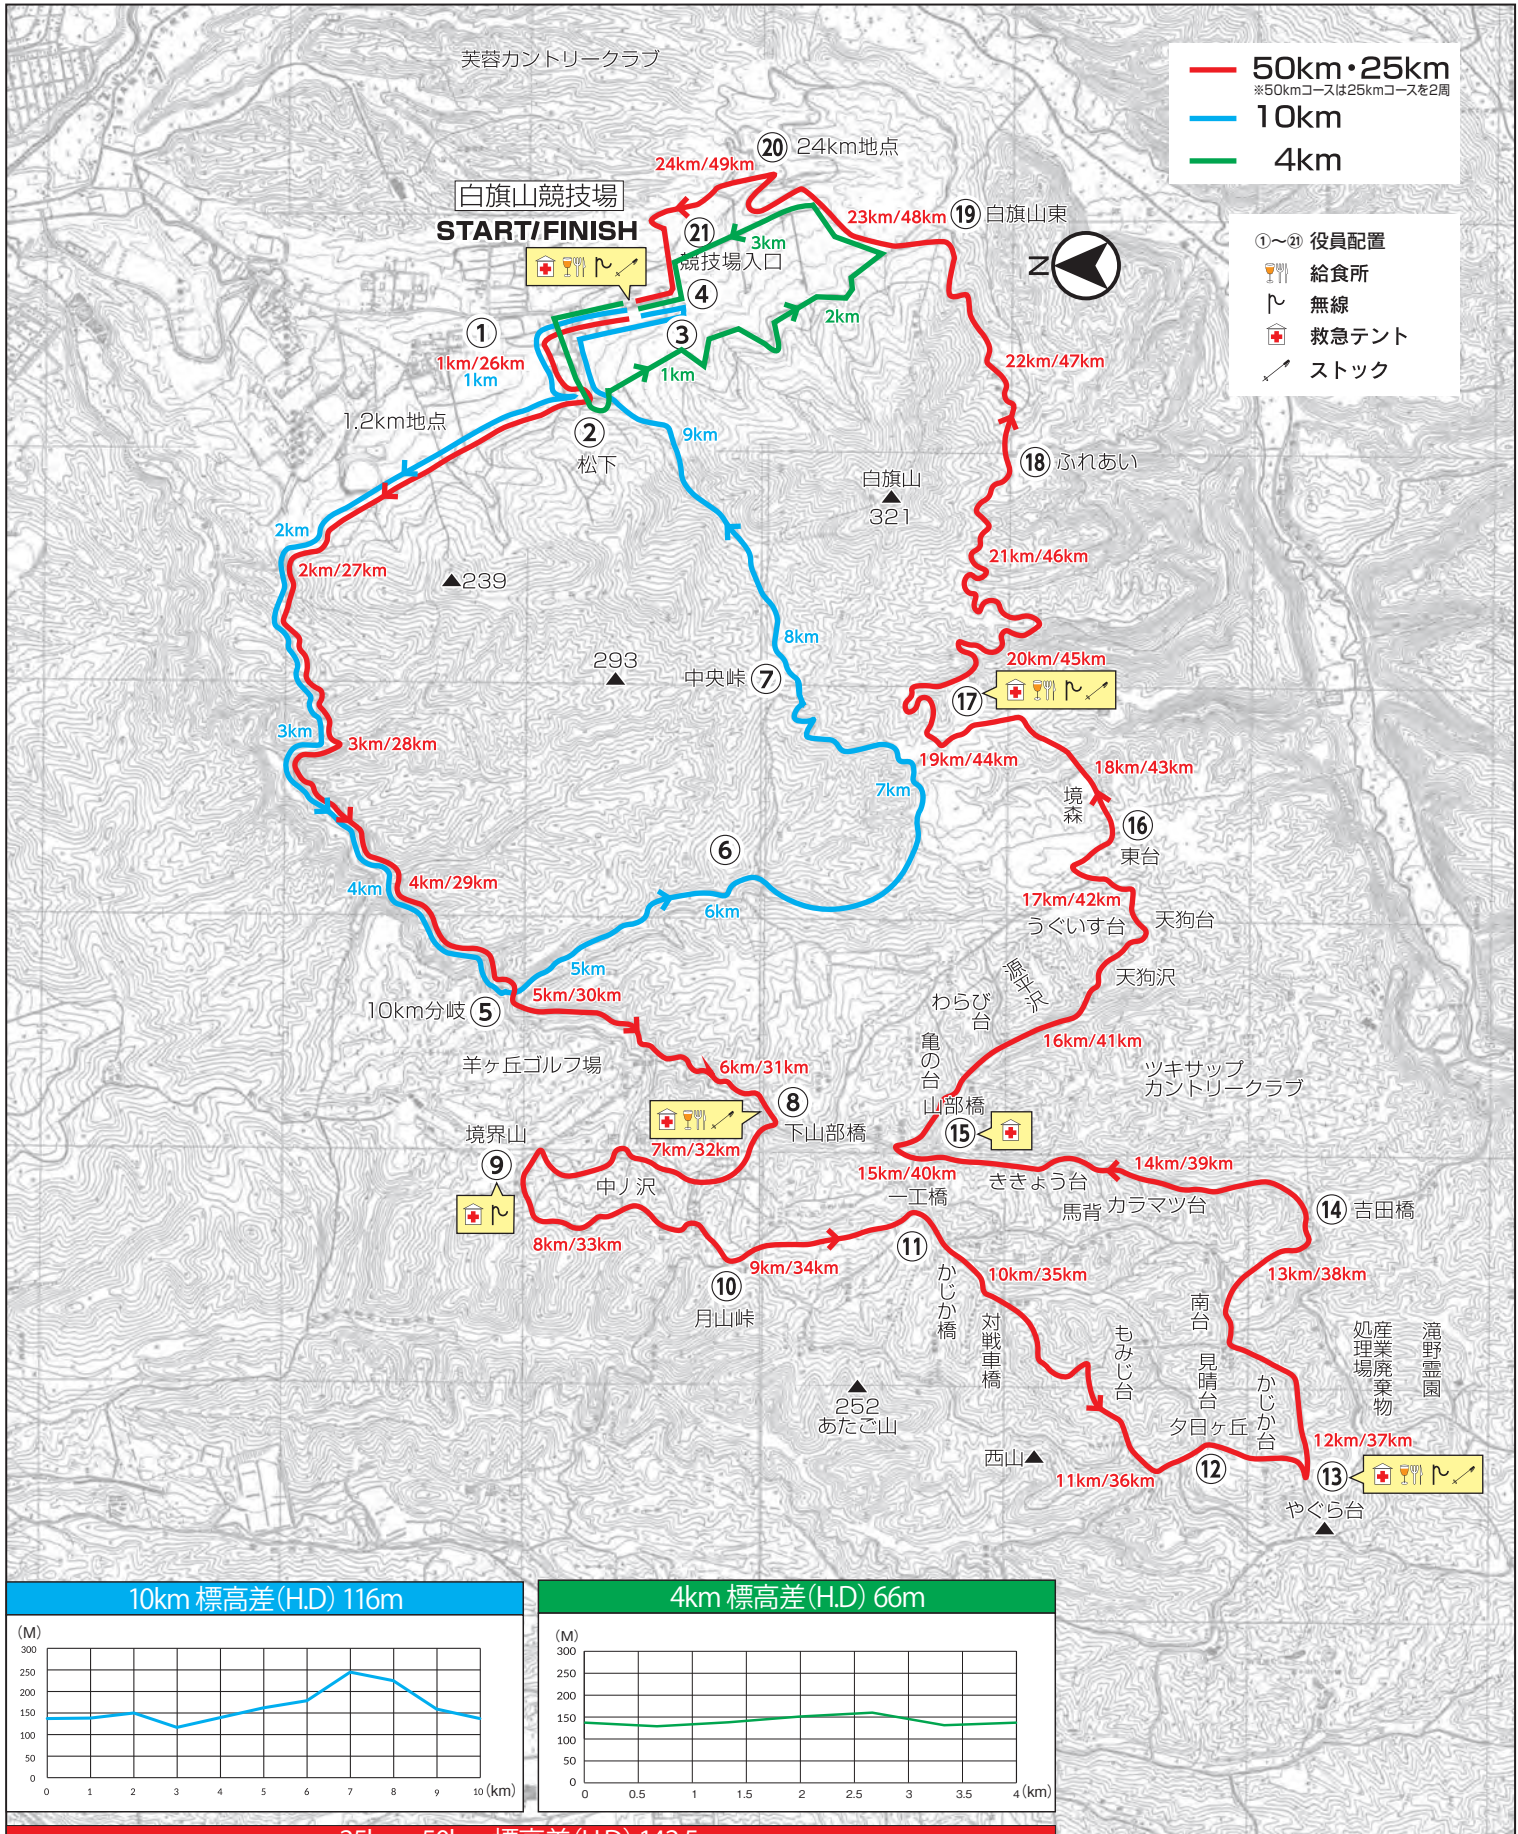 芙蓉カントリークラブ
50km・25km
※50kmコースは25kmコースを2周
10km
4km
⑳ 24km地点
24km/49km
白旗山競技場
START/FINISH
㉑
競技場入口
3km
23km/48km
⑲ 白旗山東
N
①〜㉑ 役員配置
給食所
無線
救急テント
ストック
④
③
2km
1km
①
1km/26km
1km
1.2km地点
②
松下
9km
22km/47km
⑱ ふれあい
白旗山
321
2km
2km/27km
239
21km/46km
8km
293
中央峠 ⑦
20km/45km
⑰
3km
3km/28km
19km/44km
18km/43km
7km
境森
⑯
東台
⑥
4km
4km/29km
6km
17km/42km
うぐいす台
天狗台
5km
源平沢
天狗沢
5km/30km
10km分岐 ⑤
わらび台
亀の台
16km/41km
羊ヶ丘ゴルフ場
6km/31km
ツキサップ
カントリークラブ
⑧
下山部橋
山部橋
⑮
境界山
⑨
7km/32km
中ノ沢
15km/40km
一工橋
ききょう台
14km/39km
馬背
カラマツ台
⑭ 吉田橋
8km/33km
⑪
9km/34km
10km/35km
13km/38km
⑩
月山峠
かじか橋
対戦車橋
もみじ台
南台
見晴台
かじか台
産業廃棄物
処理場
滝野霊園
252
あたご山
夕日ヶ丘
西山
11km/36km
⑫
12km/37km
⑬
やぐら台
10km 標高差(H.D) 116m
(M)
300
250
200
150
100
50
0
0 1 2 3 4 5 6 7 8 9 10 (km)
4km 標高差(H.D) 66m
(M)
300
250
200
150
100
50
0
0 0.5 1 1.5 2 2.5 3 3.5 4 (km)